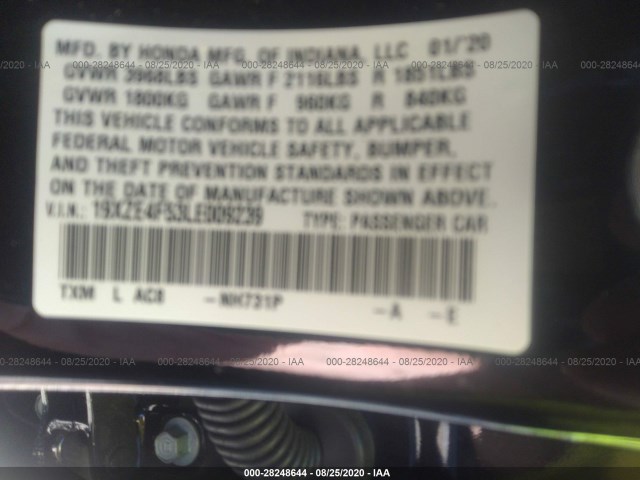 MFD. BY HONDA MFG. OF INDIANA, LLC 01/'20
GVWR 3968LBS GAWR F 2116LBS R 1851LBS
GVWR 1800KG GAWR F 960KG R 840KG
THIS VEHICLE CONFORMS TO ALL APPLICABLE
FEDERAL MOTOR VEHICLE SAFETY, BUMPER,
AND THEFT PREVENTION STANDARDS IN EFFECT
ON THE DATE OF MANUFACTURE SHOWN ABOVE.
V.I.N.: 19XZE4F53LE009239 TYPE: PASSENGER CAR
TXM L AC8 -NH731P -A -E
000-28248644 - 08/25/2020 - IAA